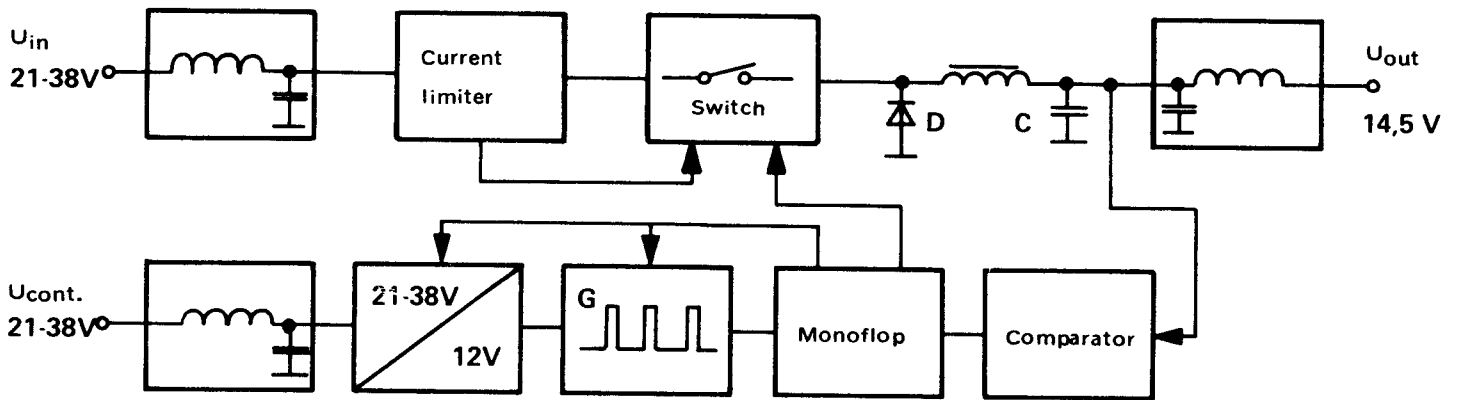 Uin
21-38V
Current
limiter
Switch
D
C
Uout
14,5 V
Ucont.
21-38V
21-38V
12V
G
Monoflop
Comparator